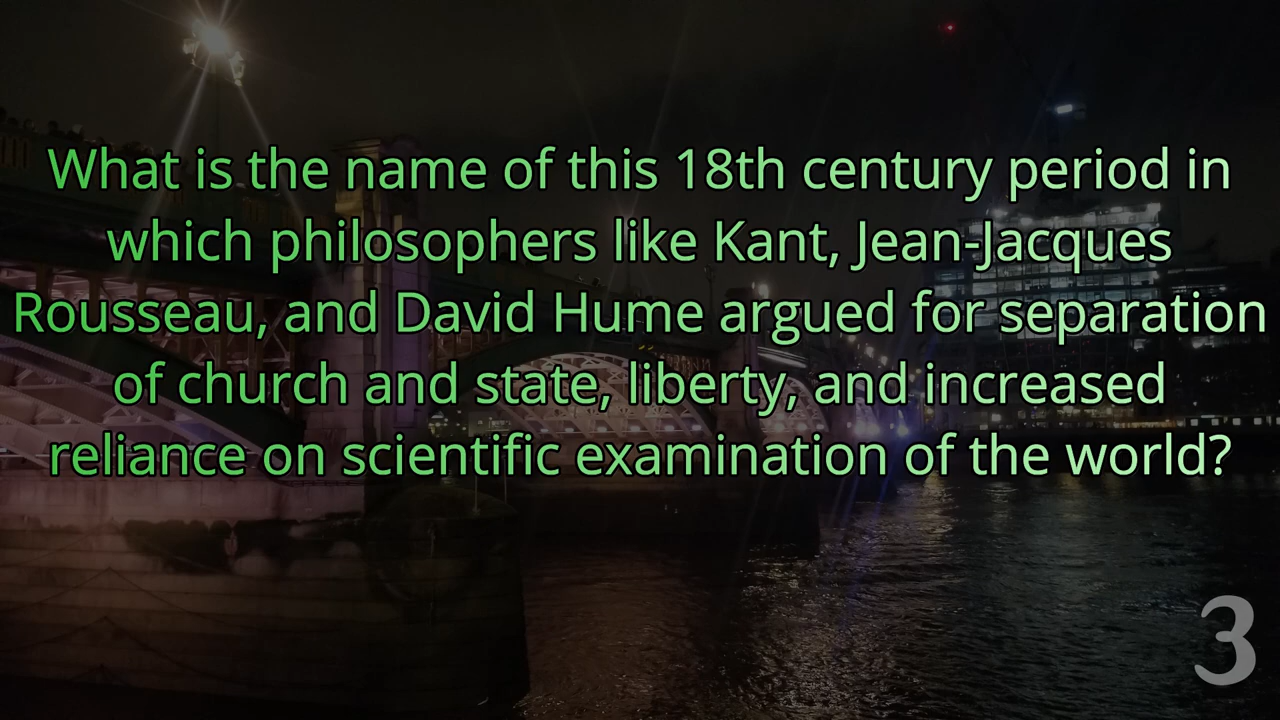 What is the name of this 18th century period in
which philosophers like Kant, Jean-Jacques
Rousseau, and David Hume argued for separation
of church and state, liberty, and increased
reliance on scientific examination of the world?
3